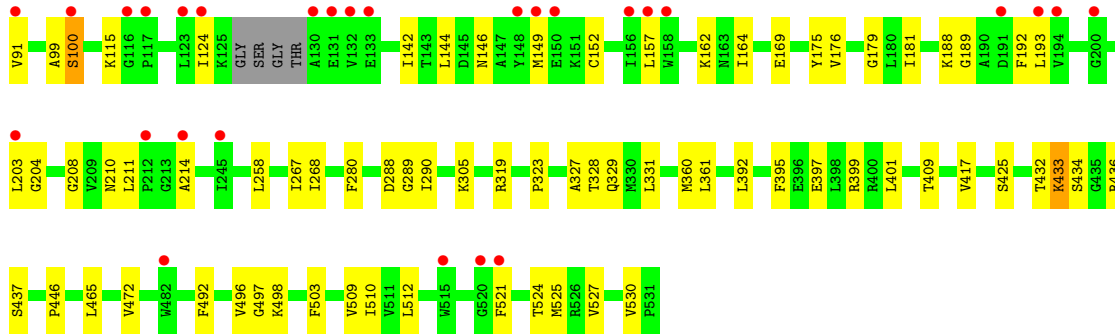 V91 A99 S100 K115 G116 P117 L123 I124 K125 GLY SER GLY THR A130 E131 V132 E133 I142 T143 L144 D145 N146 A147 Y148 M149 E150 K151 C152 I156 L157 W158 K162 N163 I164 E169 Y175 V176 G179 L180 I181 K188 G189 A190 D191 F192 L193 V194 G200
L203 G204 G208 V209 N210 L211 P212 G213 A214 I245 L258 I267 I268 F280 D288 G289 I290 K305 R319 P323 A327 T328 Q329 M330 L331 M360 L361 L392 F395 E396 E397 L398 R399 R400 L401 T409 V417 S425 T432 K433 S434 G435 R436
S437 P446 L465 V472 W482 F492 V496 G497 K498 F503 V509 I510 V511 L512 W515 G520 F521 T524 M525 R526 V527 V530 P531